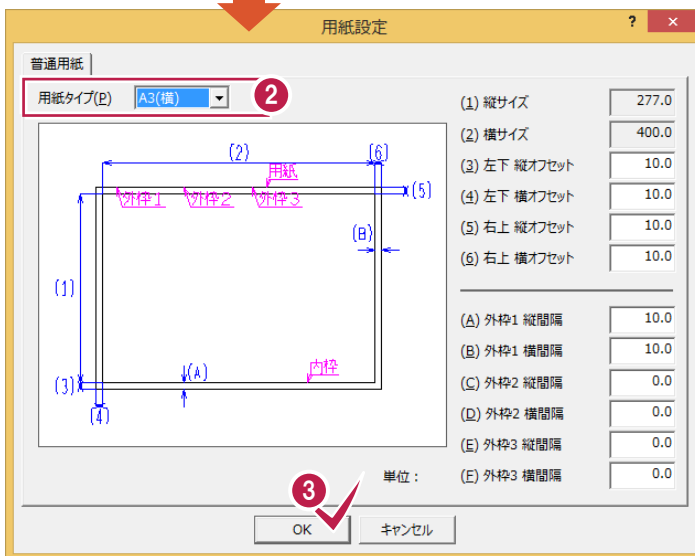 用紙設定
? ×
普通用紙
用紙タイプ(P) A3(横) 2
(1) 縦サイズ 277.0
(2) 横サイズ 400.0
(3) 左下 縦オフセット 10.0
(4) 左下 横オフセット 10.0
(5) 右上 縦オフセット 10.0
(6) 右上 横オフセット 10.0
(2) (6)
用紙
(5)
外枠1 外枠2 外枠3
(B)
(1)
(A) 内枠
(3)
(4)
(A) 外枠1 縦間隔 10.0
(B) 外枠1 横間隔 10.0
(C) 外枠2 縦間隔 0.0
(D) 外枠2 横間隔 0.0
(E) 外枠3 縦間隔 0.0
単位: (F) 外枠3 横間隔 0.0
3
OK キャンセル